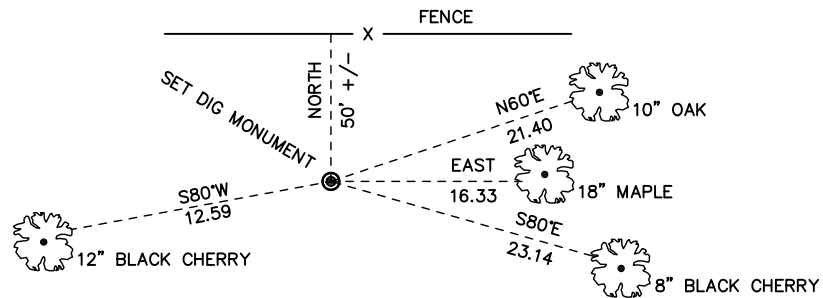 FENCE
X
NORTH
50' +/-
SET DIG MONUMENT
N60°E
21.40
10" OAK
EAST
16.33
18" MAPLE
S80°W
12.59
12" BLACK CHERRY
S80°E
23.14
8" BLACK CHERRY